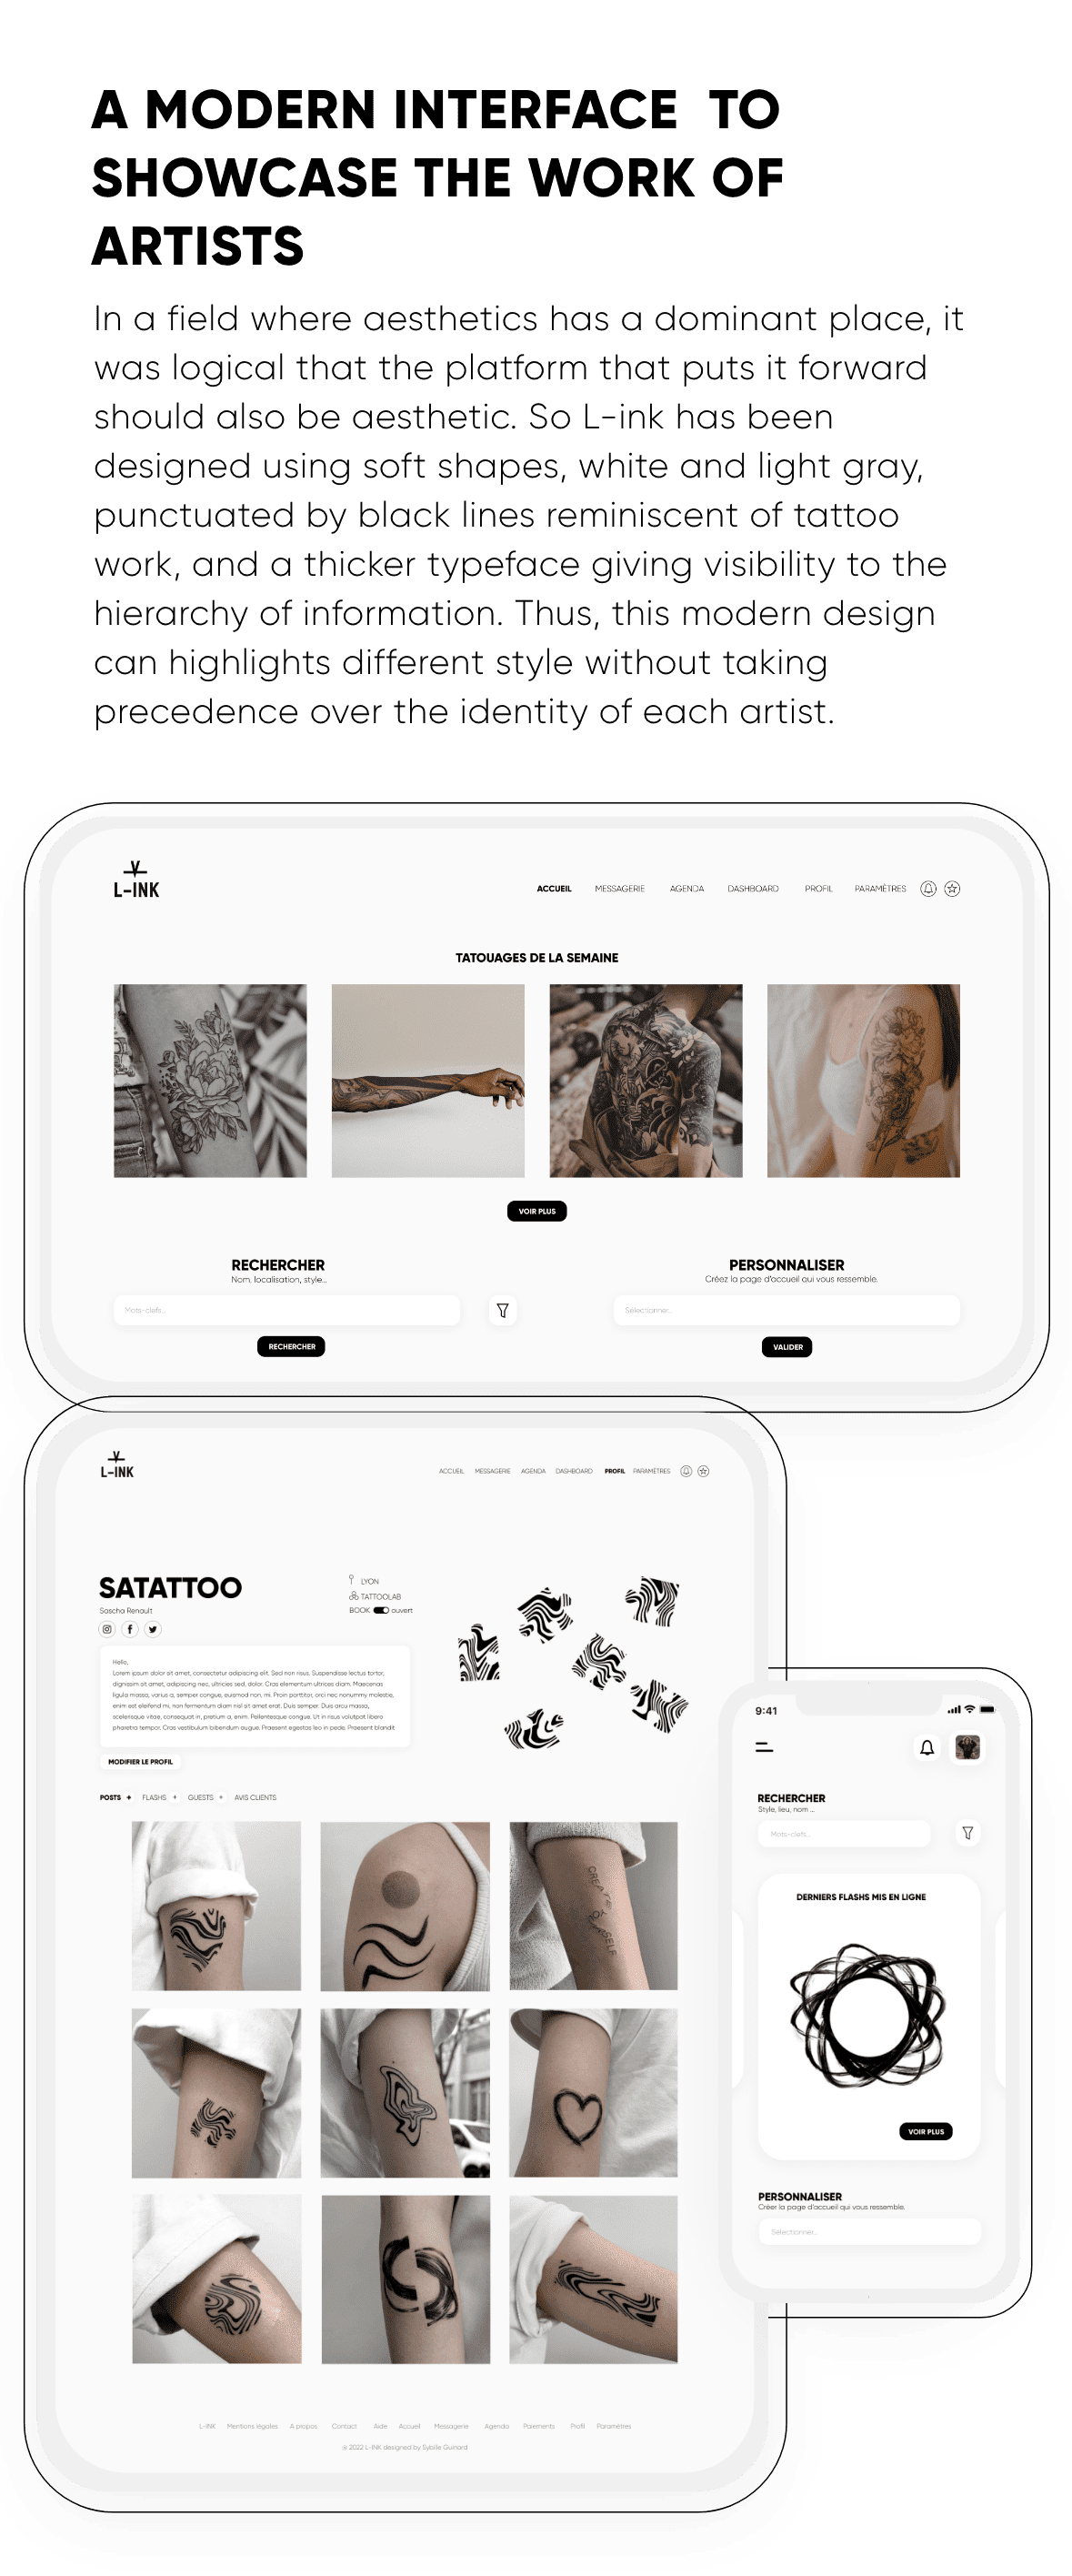 A MODERN INTERFACE TO
SHOWCASE THE WORK OF
ARTISTS
In a field where aesthetics has a dominant place, it
was logical that the platform that puts it forward
should also be aesthetic. So L-ink has been
designed using soft shapes, white and light gray,
punctuated by black lines reminiscent of tattoo
work, and a thicker typeface giving visibility to the
hierarchy of information. Thus, this modern design
can highlights different style without taking
precedence over the identity of each artist.
L-INK
ACCUEIL MESSAGERIE AGENDA DASHBOARD PROFIL PARAMÈTRES
TATOUAGES DE LA SEMAINE
VOIR PLUS
RECHERCHER
Nom, localisation, style...
Mots-clefs...
RECHERCHER
PERSONNALISER
Créez la page d'accueil qui vous ressemble.
Sélectionner...
VALIDER
L-INK
ACCUEIL MESSAGERIE AGENDA DASHBOARD PROFIL PARAMÈTRES
SATATTOO
Sascha Renault
LYON
TATTOOLAB
BOOK ouvert
Hello,
Lorem ipsum dolor sit amet, consectetur adipiscing elit. Sed non risus. Suspendisse lectus tortor,
dignissim sit amet, adipiscing nec, ultricies sed, dolor. Cras elementum ultrices diam. Maecenas
ligula massa, varius a, semper congue, euismod non, mi. Proin porttitor, orci nec nonummy molestie,
enim est eleifend mi, non fermentum diam nisl sit amet erat. Duis semper. Duis arcu massa,
scelerisque vitae, consequat in, pretium a, enim. Pellentesque congue. Ut in risus volutpat libero
pharetra tempor. Cras vestibulum bibendum augue. Praesent egestas leo in pede. Praesent blandit
MODIFIER LE PROFIL
POSTS + FLASHS + GUESTS + AVIS CLIENTS
CREATE
YOURSELF
L-INK Mentions légales A propos Contact Aide Accueil Messagerie Agenda Paiements Profil Paramètres
@ 2022 L-INK designed by Sybille Guinard
9:41
RECHERCHER
Style, lieu, nom ...
Mots-clefs...
DERNIERS FLASHS MIS EN LIGNE
VOIR PLUS
PERSONNALISER
Créer la page d'accueil qui vous ressemble.
Sélectionner...